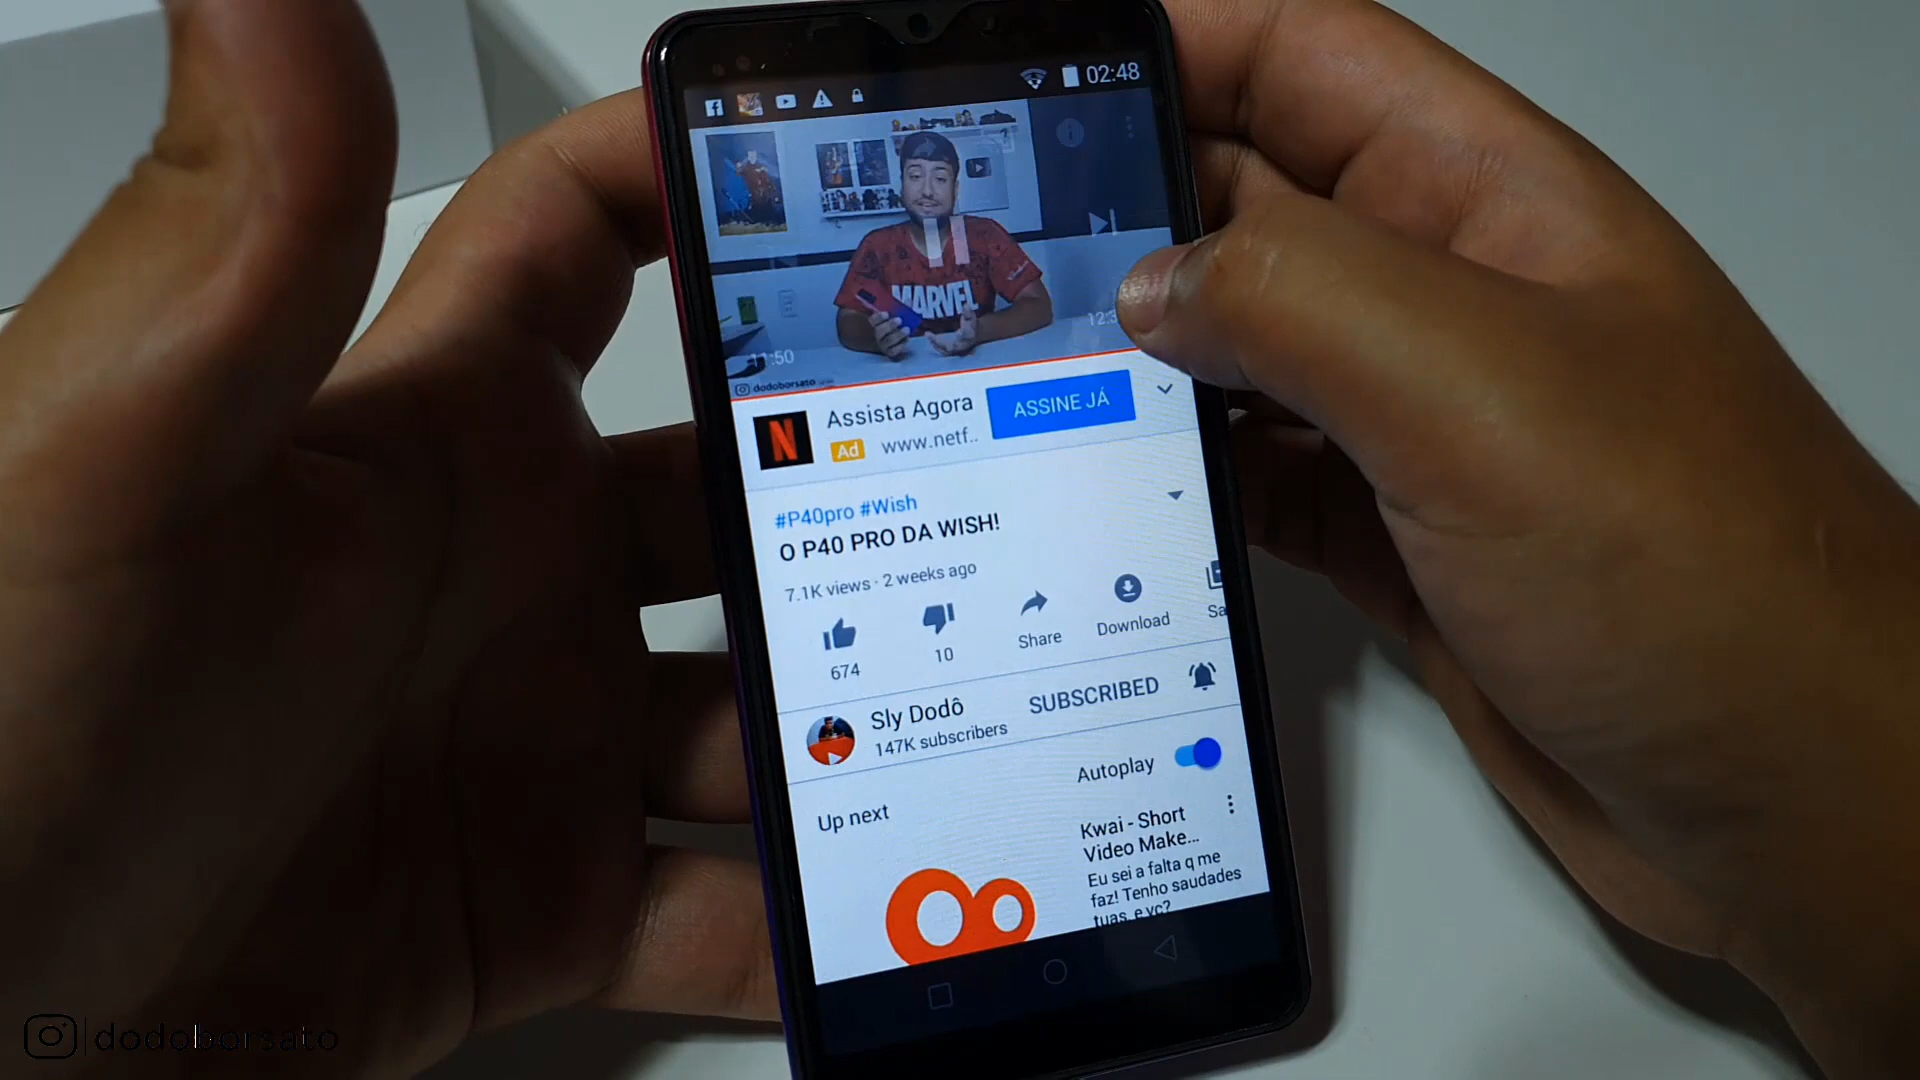 02:48
MARVEL
11:50
dodoborsato
Assista Agora
Ad www.netf..
ASSINE JÁ
#P40pro #Wish
O P40 PRO DA WISH!
7.1K views · 2 weeks ago
674
10
Share
Download
Sa
Sly Dodô
147K subscribers
SUBSCRIBED
Autoplay
Up next
Kwai - Short
Video Make...
Eu sei a falta q me
faz! Tenho saudades
tuas, e vc?
dodoborsato